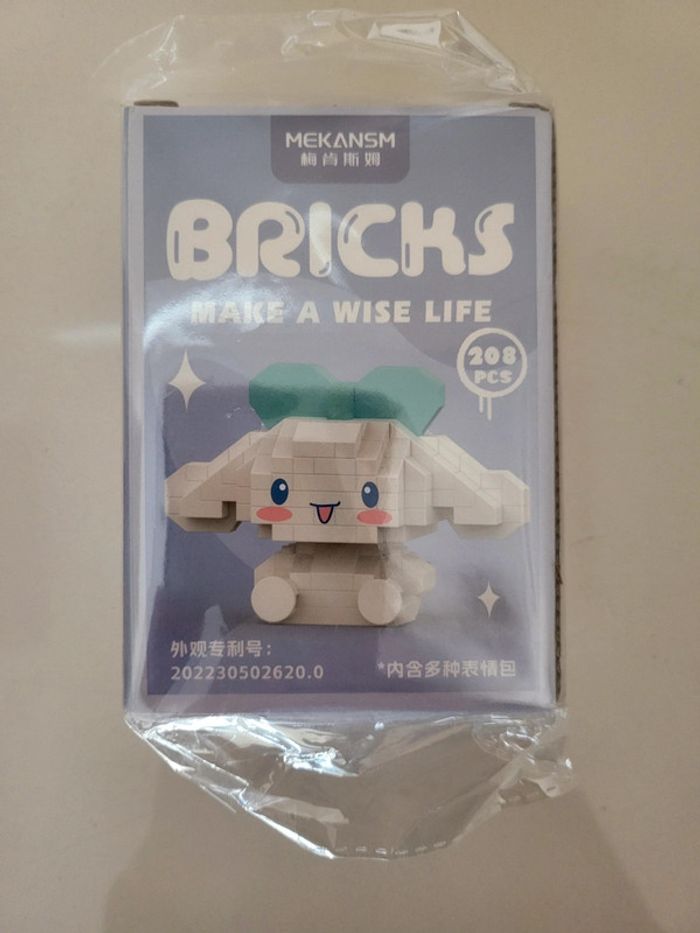 MEKANSM
梅肯斯姆
BRICKS
MAKE A WISE LIFE
208
PCS
外观专利号：
202230502620.0
*内含多种表情包